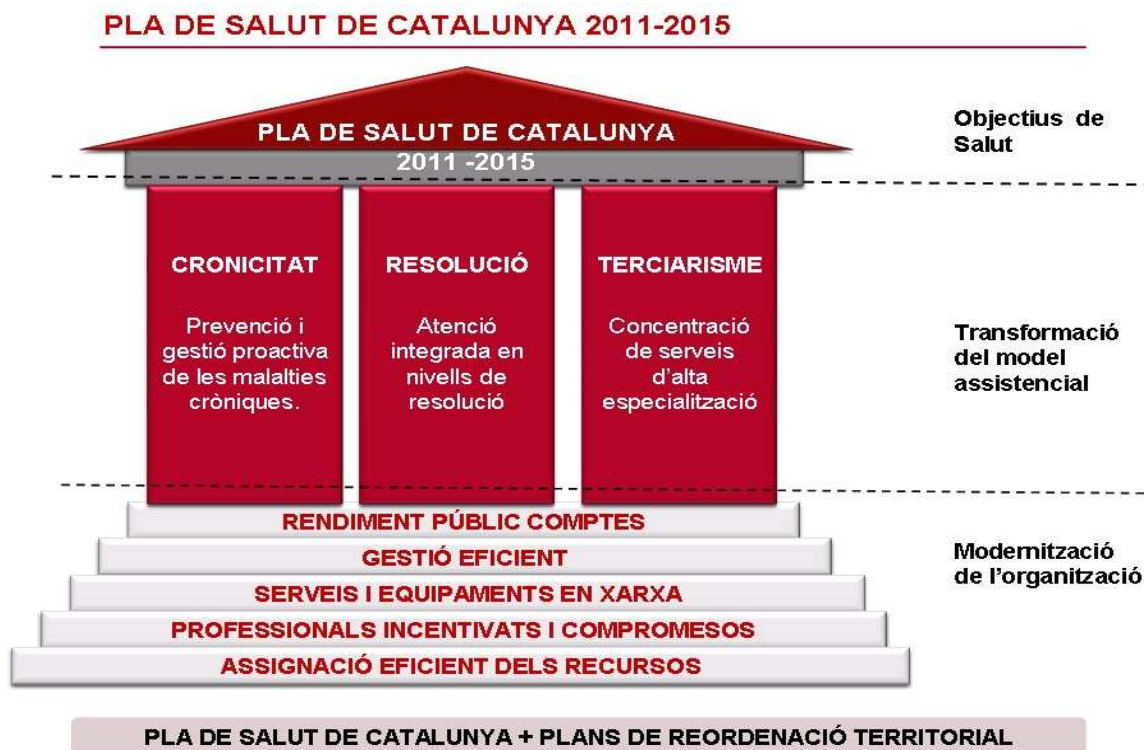 PLA DE SALUT DE CATALUNYA 2011-2015
PLA DE SALUT DE CATALUNYA
2011 -2015
Objectius de
Salut
CRONICITAT
Prevenció i
gestió proactiva
de les malalties
cròniques.
RESOLUCIÓ
Atenció
integrada en
nivells de
resolució
TERCIARISME
Concentració
de serveis
d'alta
especialització
Transformació
del model
assistencial
RENDIMENT PÚBLIC COMPTES
GESTIÓ EFICIENT
SERVEIS I EQUIPAMENTS EN XARXA
PROFESSIONALS INCENTIVATS I COMPROMESOS
ASSIGNACIÓ EFICIENT DELS RECURSOS
Modernització
de l'organització
PLA DE SALUT DE CATALUNYA + PLANS DE REORDENACIÓ TERRITORIAL